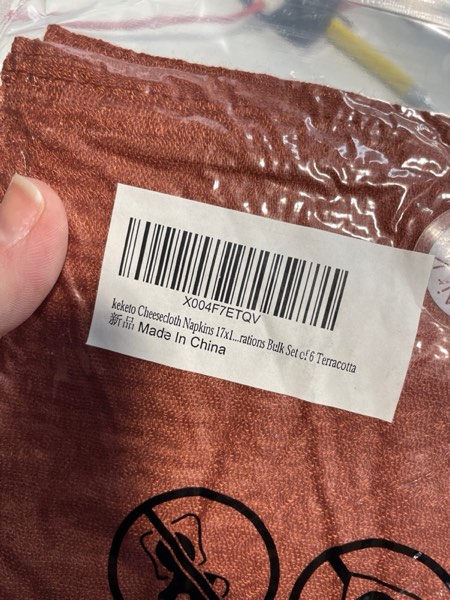 X004F7ETQV
keketo Cheesecloth Napkins 17x1...rations Bulk Set of 6 Terracotta
新品 Made In China